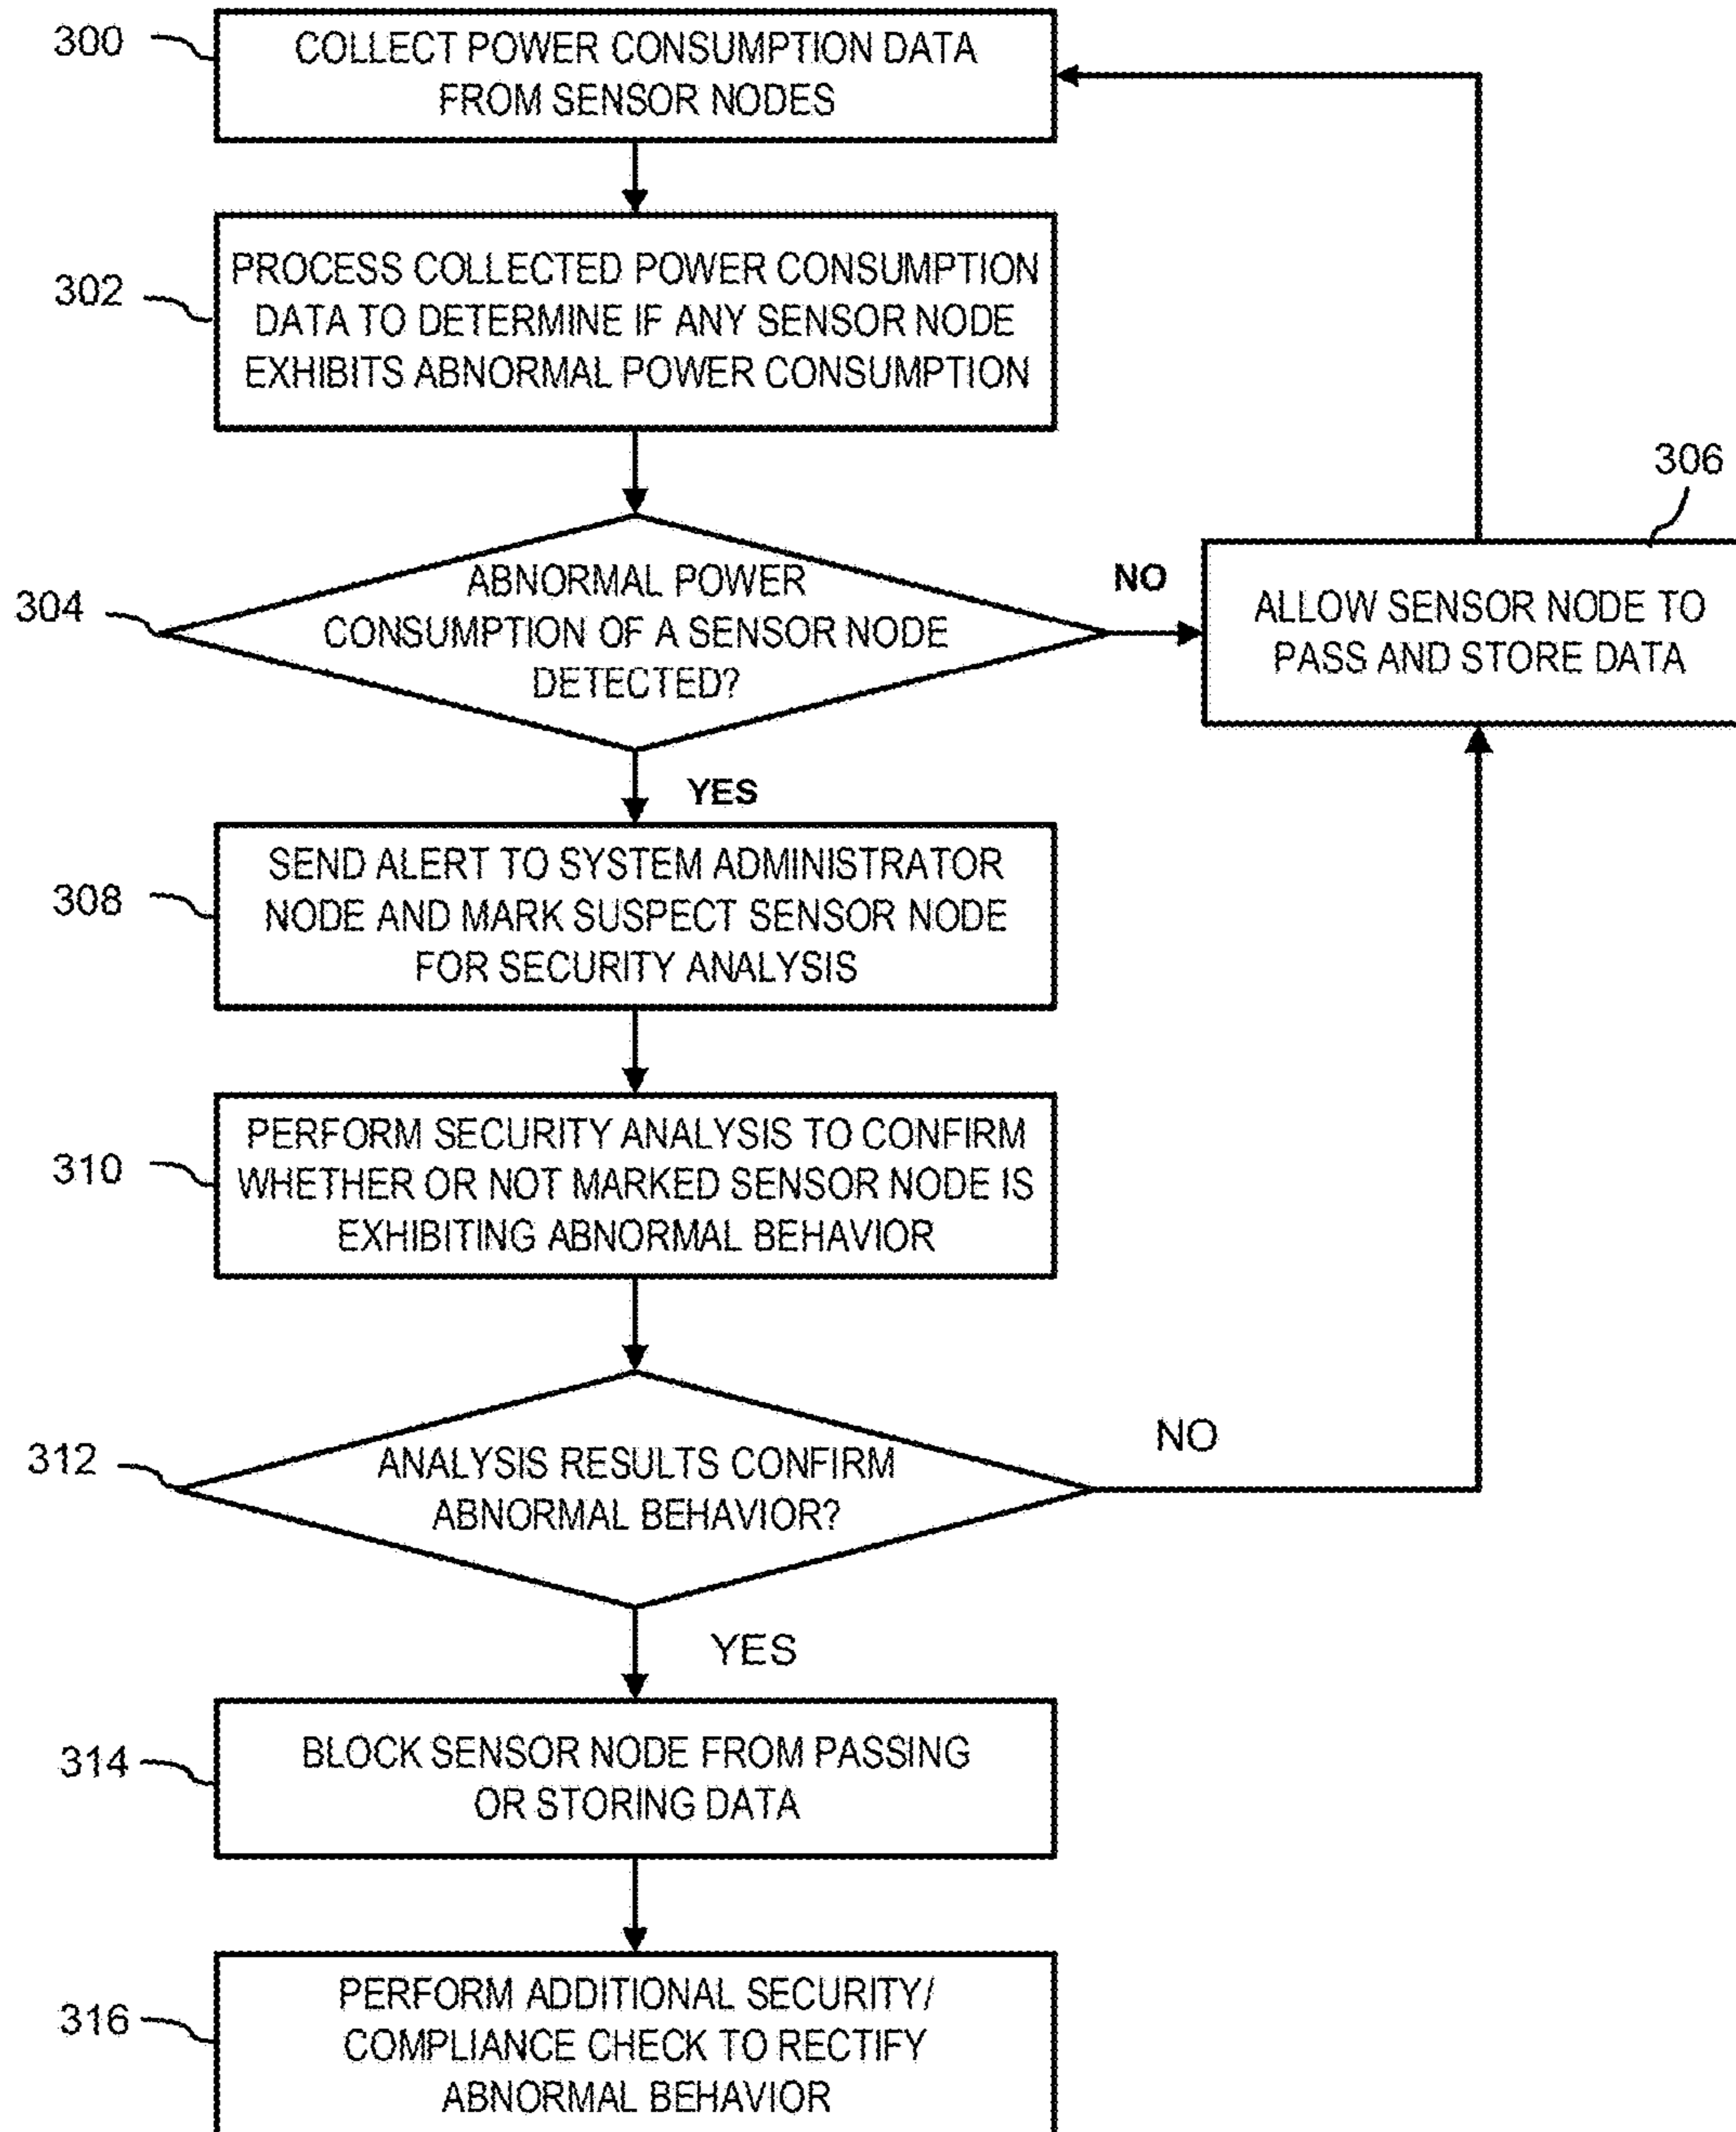 300
COLLECT POWER CONSUMPTION DATA
FROM SENSOR NODES
302
PROCESS COLLECTED POWER CONSUMPTION
DATA TO DETERMINE IF ANY SENSOR NODE
EXHIBITS ABNORMAL POWER CONSUMPTION
304
ABNORMAL POWER
CONSUMPTION OF A SENSOR NODE
DETECTED?
NO
306
ALLOW SENSOR NODE TO
PASS AND STORE DATA
YES
308
SEND ALERT TO SYSTEM ADMINISTRATOR
NODE AND MARK SUSPECT SENSOR NODE
FOR SECURITY ANALYSIS
310
PERFORM SECURITY ANALYSIS TO CONFIRM
WHETHER OR NOT MARKED SENSOR NODE IS
EXHIBITING ABNORMAL BEHAVIOR
312
ANALYSIS RESULTS CONFIRM
ABNORMAL BEHAVIOR?
NO
YES
314
BLOCK SENSOR NODE FROM PASSING
OR STORING DATA
316
PERFORM ADDITIONAL SECURITY/
COMPLIANCE CHECK TO RECTIFY
ABNORMAL BEHAVIOR